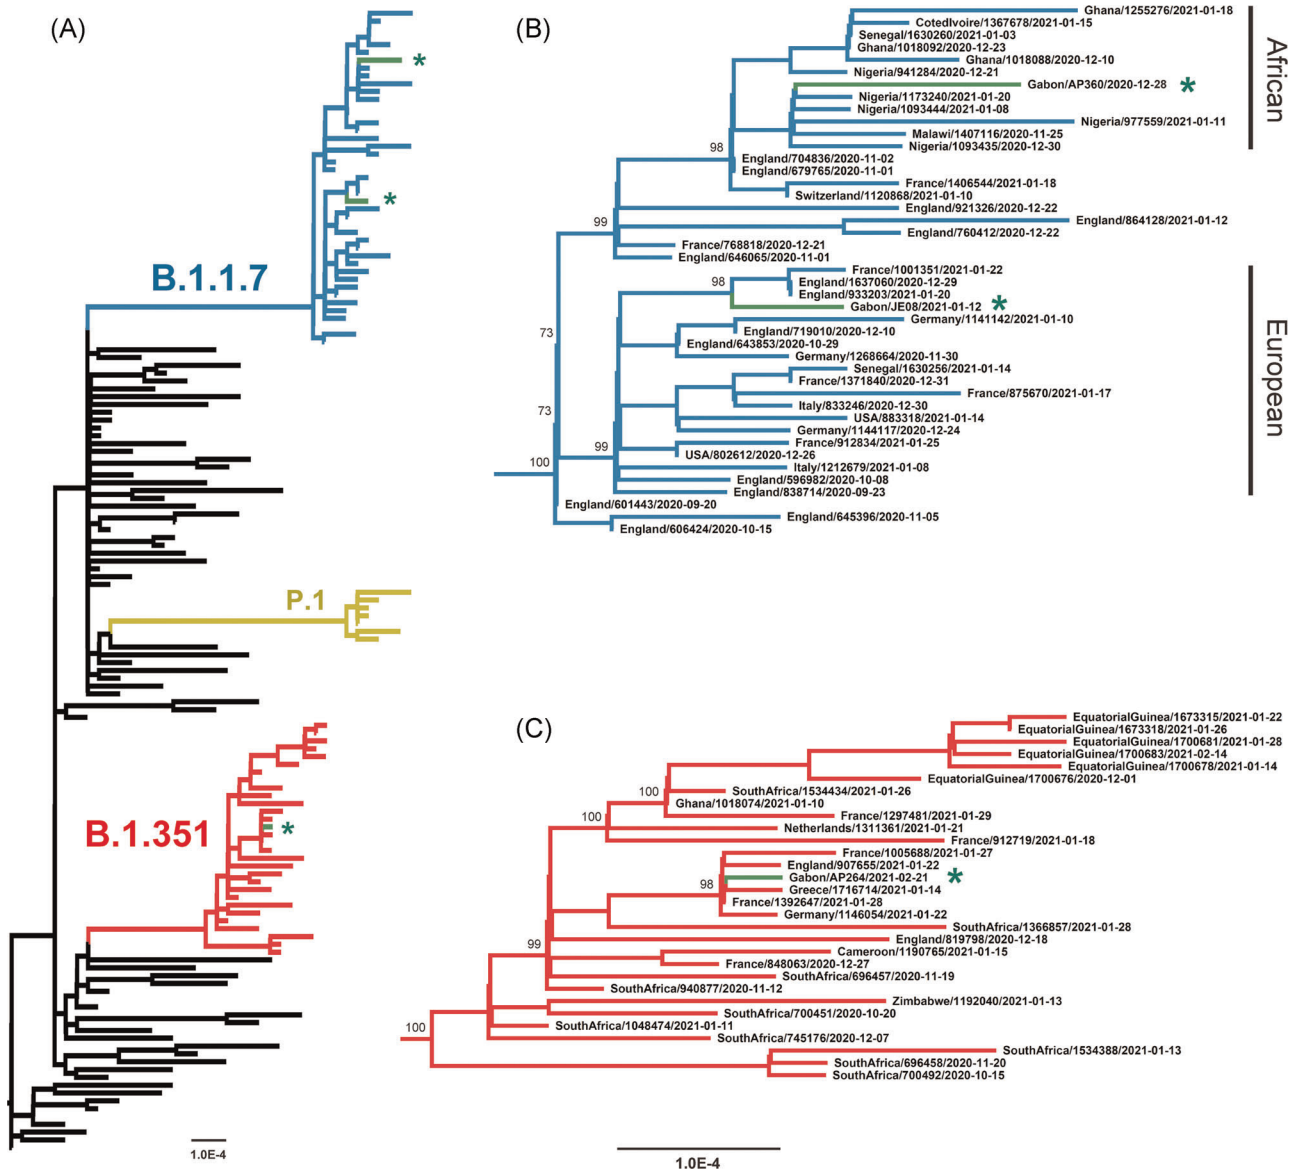 (A)
*
*
B.1.1.7
P.1
B.1.351
*
1.0E-4
(B)
Ghana/1255276/2021-01-18
CotedIvoire/1367678/2021-01-15
Senegal/1630260/2021-01-03
Ghana/1018092/2020-12-23
Ghana/1018088/2020-12-10
Nigeria/941284/2020-12-21
Gabon/AP360/2020-12-28 *
Nigeria/1173240/2021-01-20
Nigeria/1093444/2021-01-08
Nigeria/977559/2021-01-11
Malawi/1407116/2020-11-25
Nigeria/1093435/2020-12-30
98
England/704836/2020-11-02
England/679765/2020-11-01
France/1406544/2021-01-18
Switzerland/1120868/2021-01-10
England/921326/2020-12-22
99
England/864128/2021-01-12
England/760412/2020-12-22
France/768818/2020-12-21
England/646065/2020-11-01
African
France/1001351/2021-01-22
98
England/1637060/2020-12-29
England/933203/2021-01-20
Gabon/JE08/2021-01-12 *
Germany/1141142/2021-01-10
73
England/719010/2020-12-10
England/643853/2020-10-29
Germany/1268664/2020-11-30
Senegal/1630256/2021-01-14
France/1371840/2020-12-31
France/875670/2021-01-17
Italy/833246/2020-12-30
73
USA/883318/2021-01-14
Germany/1144117/2020-12-24
France/912834/2021-01-25
99
USA/802612/2020-12-26
100
Italy/1212679/2021-01-08
England/596982/2020-10-08
England/838714/2020-09-23
England/601443/2020-09-20
England/645396/2020-11-05
England/606424/2020-10-15
European
(C)
EquatorialGuinea/1673315/2021-01-22
EquatorialGuinea/1673318/2021-01-26
EquatorialGuinea/1700681/2021-01-28
EquatorialGuinea/1700683/2021-02-14
EquatorialGuinea/1700678/2021-01-14
EquatorialGuinea/1700676/2020-12-01
100
SouthAfrica/1534434/2021-01-26
Ghana/1018074/2021-01-10
100
France/1297481/2021-01-29
Netherlands/1311361/2021-01-21
France/912719/2021-01-18
France/1005688/2021-01-27
England/907655/2021-01-22
Gabon/AP264/2021-02-21 *
98
Greece/1716714/2021-01-14
France/1392647/2021-01-28
Germany/1146054/2021-01-22
SouthAfrica/1366857/2021-01-28
England/819798/2020-12-18
99
Cameroon/1190765/2021-01-15
France/848063/2020-12-27
SouthAfrica/696457/2020-11-19
SouthAfrica/940877/2020-11-12
Zimbabwe/1192040/2021-01-13
SouthAfrica/700451/2020-10-20
SouthAfrica/1048474/2021-01-11
100
SouthAfrica/745176/2020-12-07
SouthAfrica/1534388/2021-01-13
SouthAfrica/696458/2020-11-20
SouthAfrica/700492/2020-10-15
1.0E-4